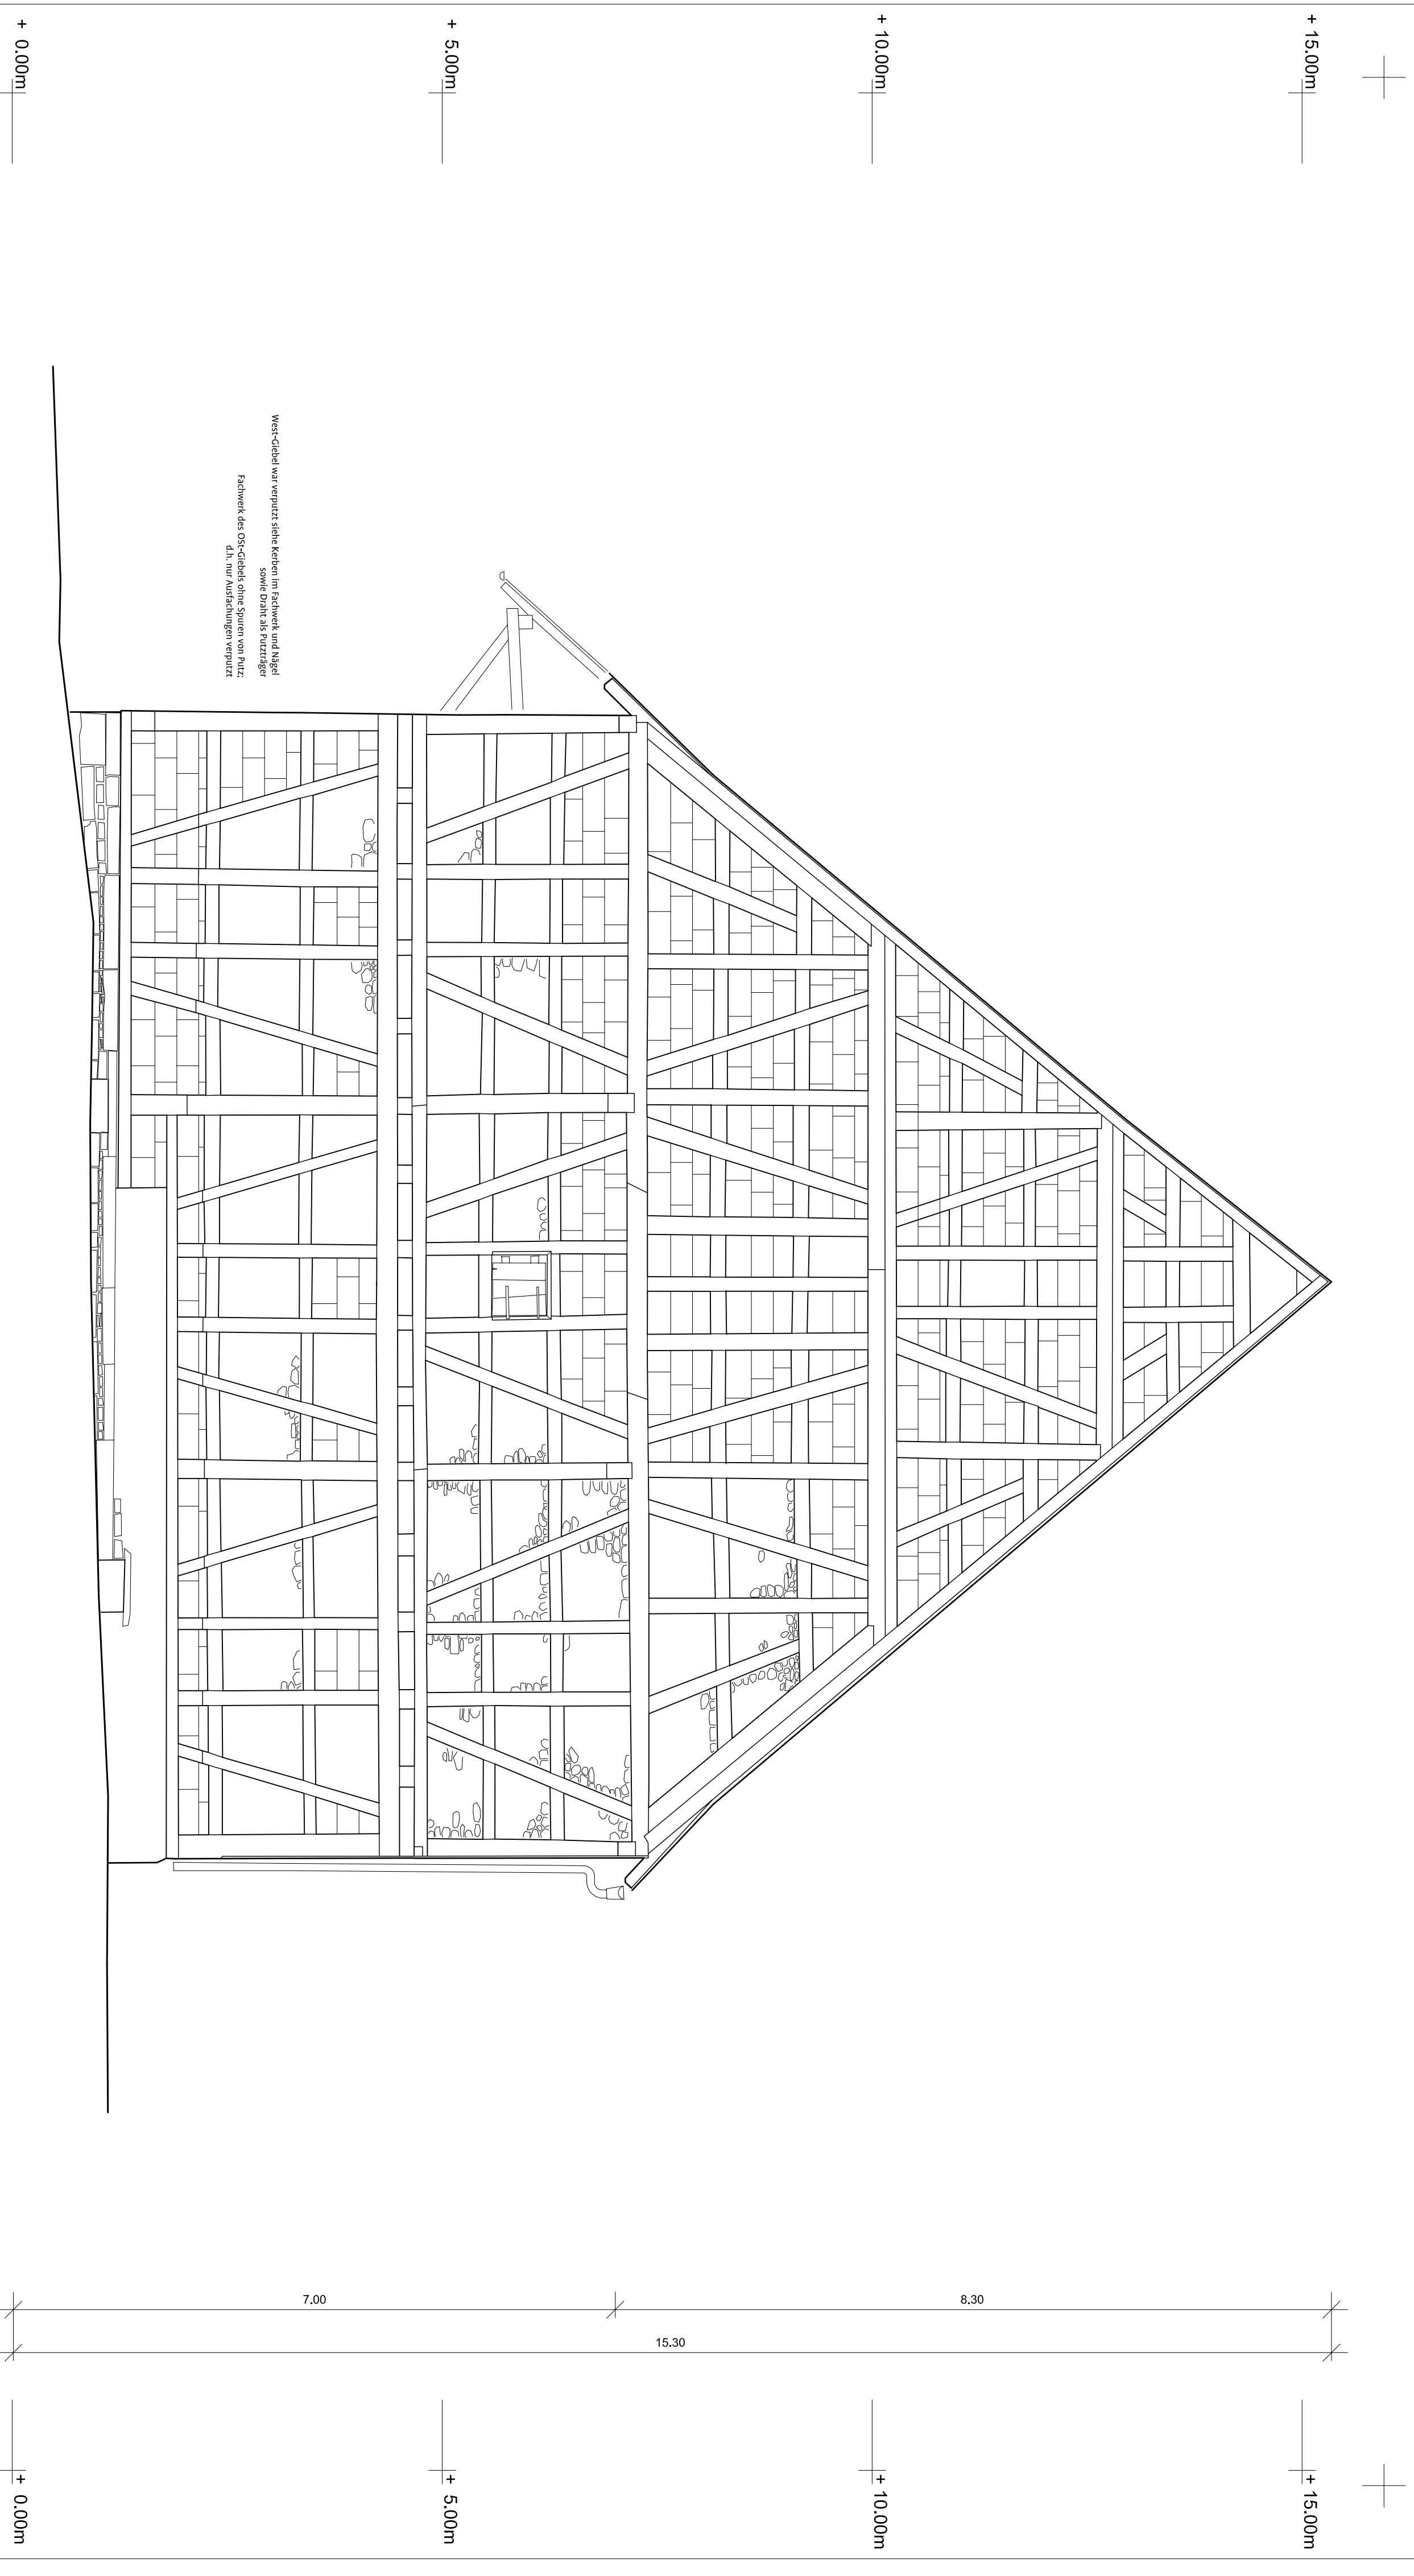 + 15.00m
+ 10.00m
+ 5.00m
+ 0.00m
West-Giebel war verputzt siehe Kerben im Fachwerk und Nägel
sowie Draht als Putzträger
Fachwerk des OSt-Giebels ohne Spuren von Putz;
d.h. nur Ausfachungen verputzt
8.30
7.00
15.30
+ 15.00m
+ 10.00m
+ 5.00m
+ 0.00m